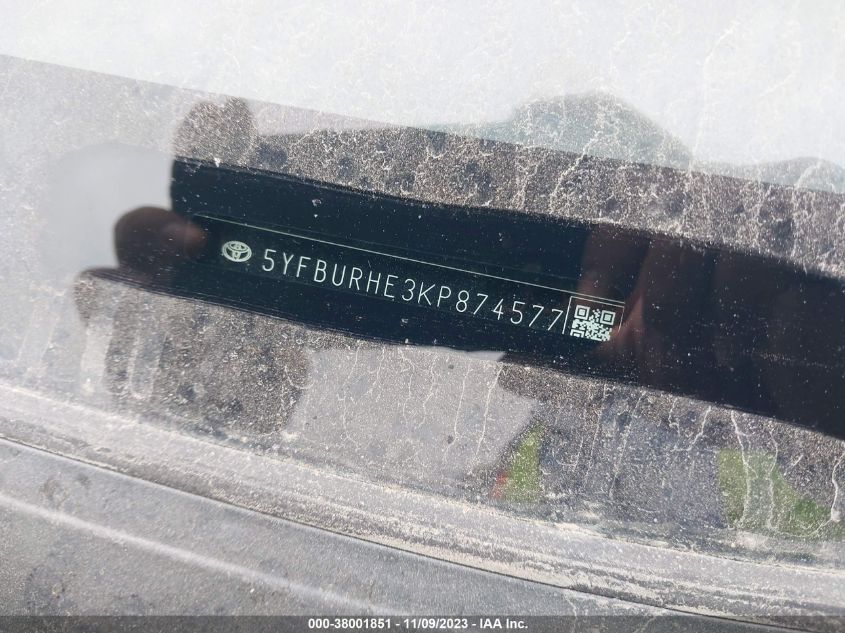 5YFBURHE3KP874577
000-38001851 - 11/09/2023 - IAA Inc.